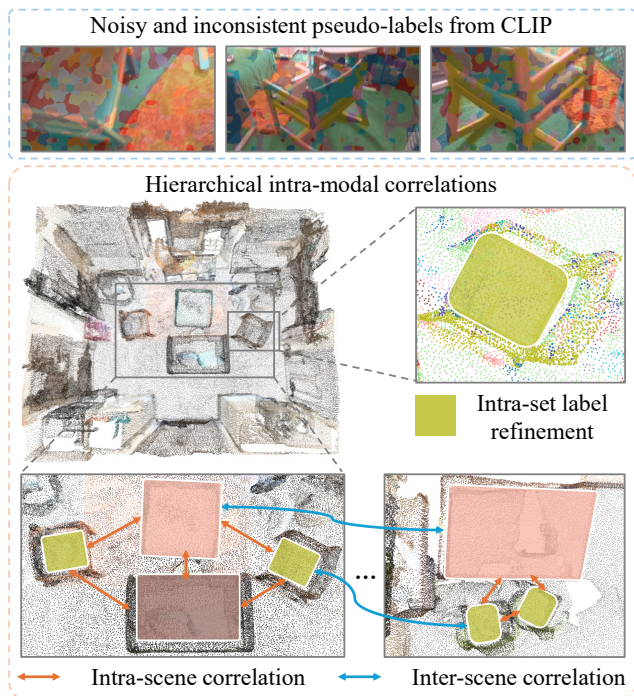 Noisy and inconsistent pseudo-labels from CLIP
Hierarchical intra-modal correlations
Intra-set label
refinement
...
Intra-scene correlation
Inter-scene correlation